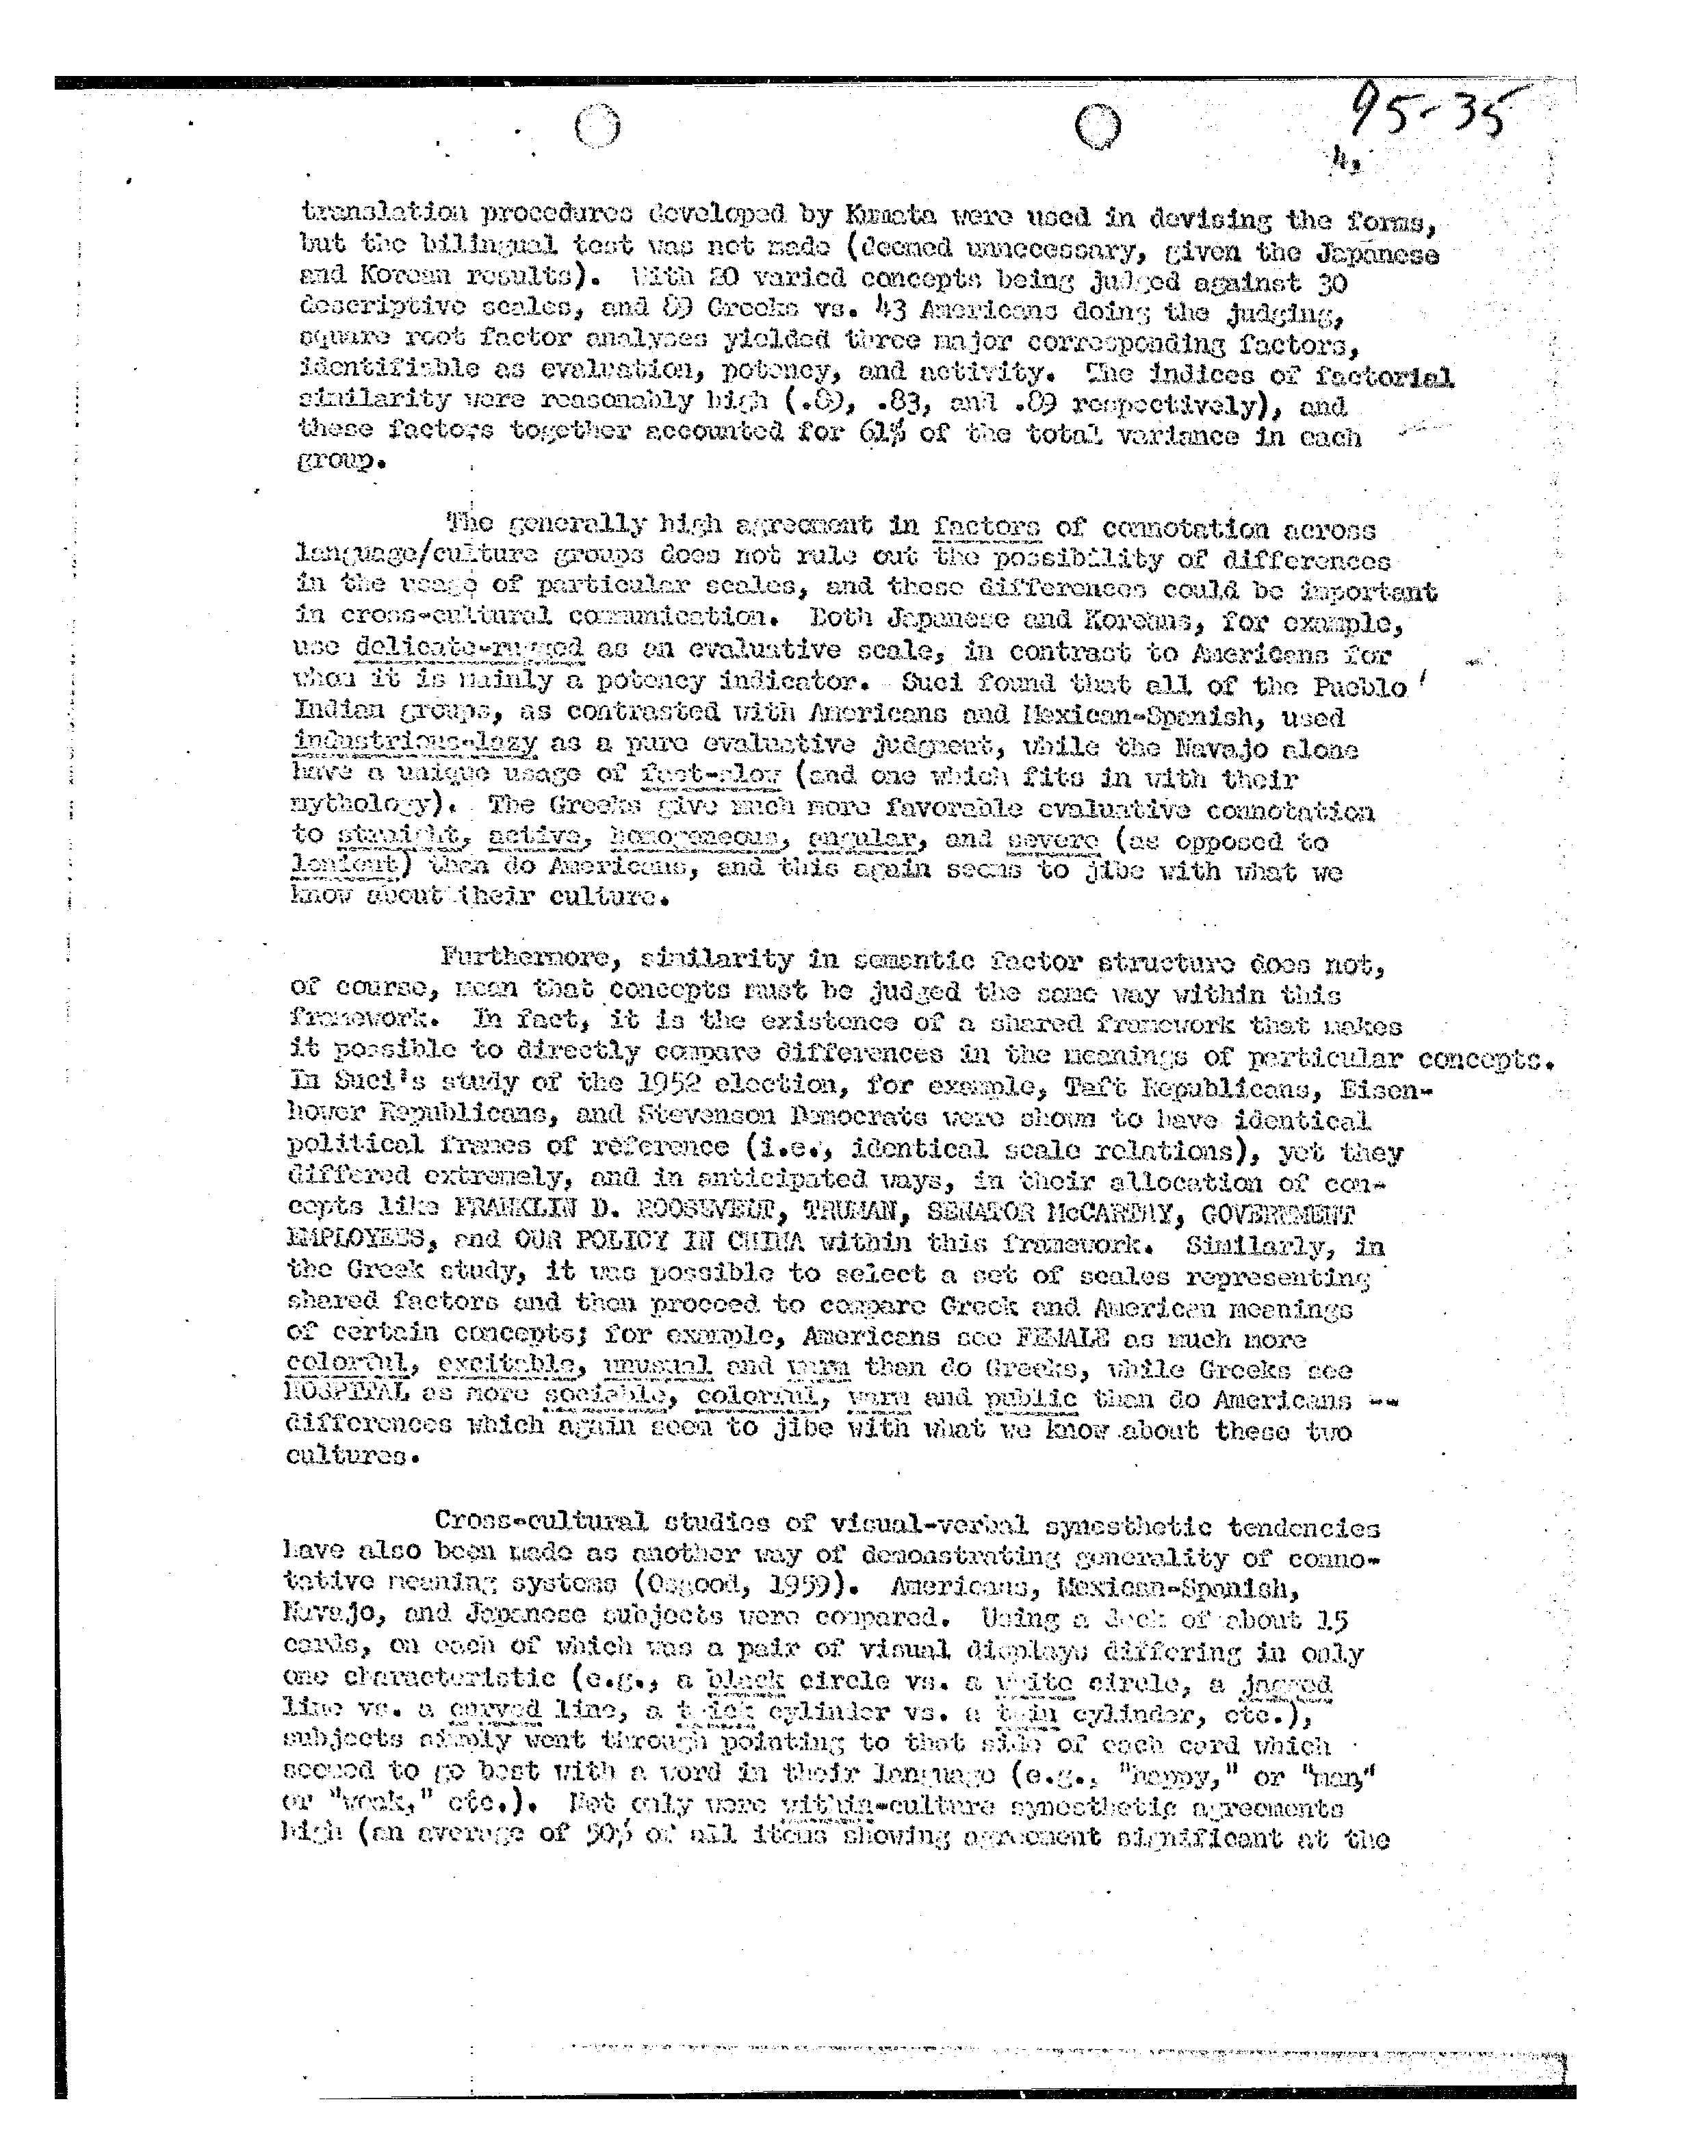 95-35
4.
translation procedures developed by Kumata were used in devising the forms,
but the bilingual test was not made (deemed unnecessary, given the Japanese
and Korean results). With 20 varied concepts being judged against 30
descriptive scales, and 89 Greeks vs. 43 Americans doing the judging,
square root factor analyses yielded three major corresponding factors,
identifiable as evaluation, potency, and activity. The indices of factorial
similarity were reasonably high (.89, .83, and .89 respectively), and
these factors together accounted for 61% of the total variance in each
group.
The generally high agreement in factors of connotation across
language/culture groups does not rule out the possibility of differences
in the usage of particular scales, and these differences could be important
in cross-cultural communication. Both Japanese and Koreans, for example,
use delicate-rugged as an evaluative scale, in contrast to Americans for
whom it is mainly a potency indicator. Suci found that all of the Pueblo
Indian groups, as contrasted with Americans and Mexican-Spanish, used
industrious-lazy as a pure evaluative judgment, while the Navajo alone
have a unique usage of fast-slow (and one which fits in with their
mythology). The Greeks give much more favorable evaluative connotation
to straight, active, homogeneous, angular, and severe (as opposed to
lenient) than do Americans, and this again seems to jibe with what we
know about their culture.
Furthermore, similarity in semantic factor structure does not,
of course, mean that concepts must be judged the same way within this
framework. In fact, it is the existence of a shared framework that makes
it possible to directly compare differences in the meanings of particular concepts.
In Suci's study of the 1952 election, for example, Taft Republicans, Eisen-
hower Republicans, and Stevenson Democrats were shown to have identical
political frames of reference (i.e., identical scale relations), yet they
differed extremely, and in anticipated ways, in their allocation of con-
cepts like FRANKLIN D. ROOSEVELT, TRUMAN, SENATOR McCARTHY, GOVERNMENT
EMPLOYEES, and OUR POLICY IN CHINA within this framework. Similarly, in
the Greek study, it was possible to select a set of scales representing
shared factors and then proceed to compare Greek and American meanings
of certain concepts; for example, Americans see FEMALE as much more
colorful, excitable, unusual and warm than do Greeks, while Greeks see
HOSPITAL as more sociable, colorful, warm and public than do Americans --
differences which again seem to jibe with what we know about these two
cultures.
Cross-cultural studies of visual-verbal synesthetic tendencies
have also been made as another way of demonstrating generality of conno-
tative meaning systems (Osgood, 1959). Americans, Mexican-Spanish,
Navajo, and Japanese subjects were compared. Using a deck of about 15
cards, on each of which was a pair of visual displays differing in only
one characteristic (e.g., a black circle vs. a white circle, a jagged
line vs. a curved line, a thick cylinder vs. a thin cylinder, etc.),
subjects simply went through pointing to that side of each card which
seemed to go best with a word in their language (e.g., "happy," or "man,"
or "weak," etc.). Not only were within-culture synesthetic agreements
high (an average of 50% of all items showing agreement significant at the